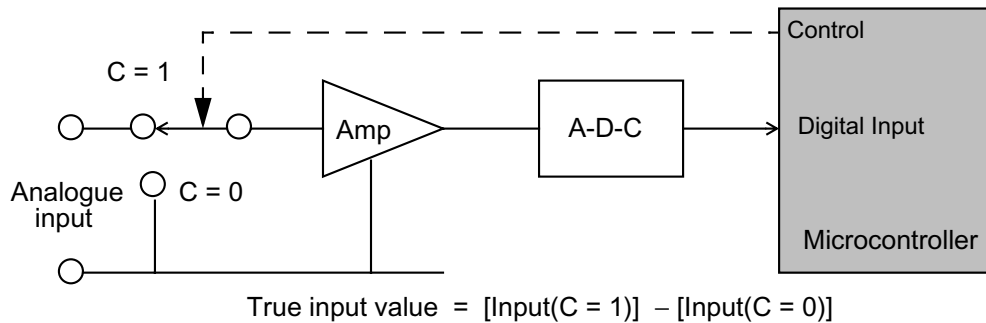 Control
C = 1
Amp
A-D-C
Digital Input
Analogue
input
C = 0
Microcontroller
True input value = [Input(C = 1)] – [Input(C = 0)]